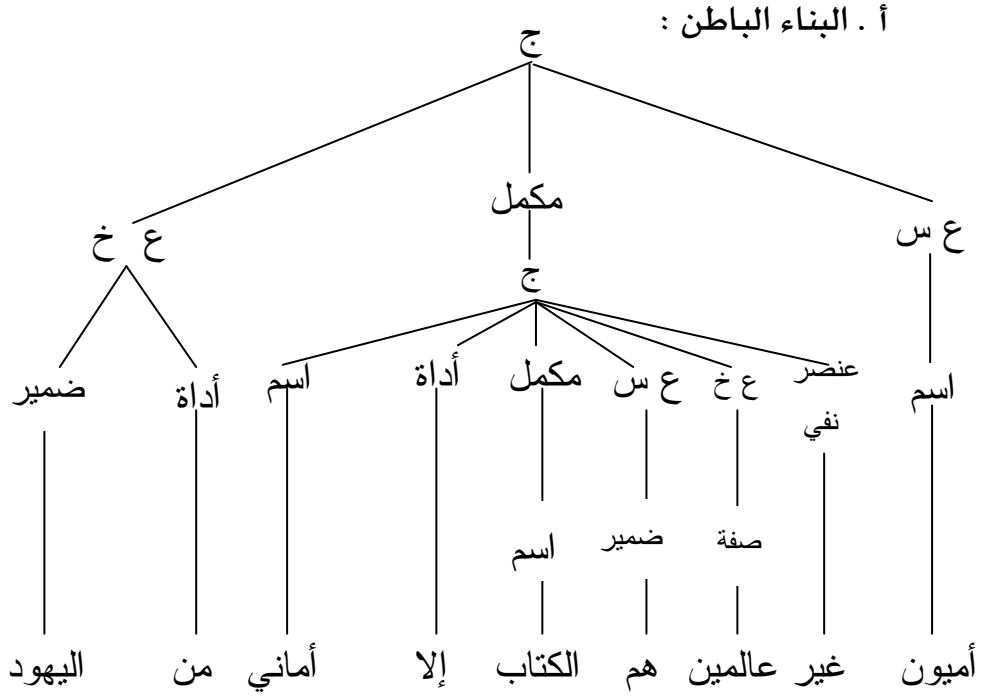 أ . البناء الباطن :
ج
مكمل
ع س
ع خ
ج
عنصر نفي
ع خ
ع س
مكمل
أداة
اسم
اسم
أداة
ضمير
صفة
ضمير
اسم
أميون غير عالمين هم الكتاب إلا أماني من اليهود